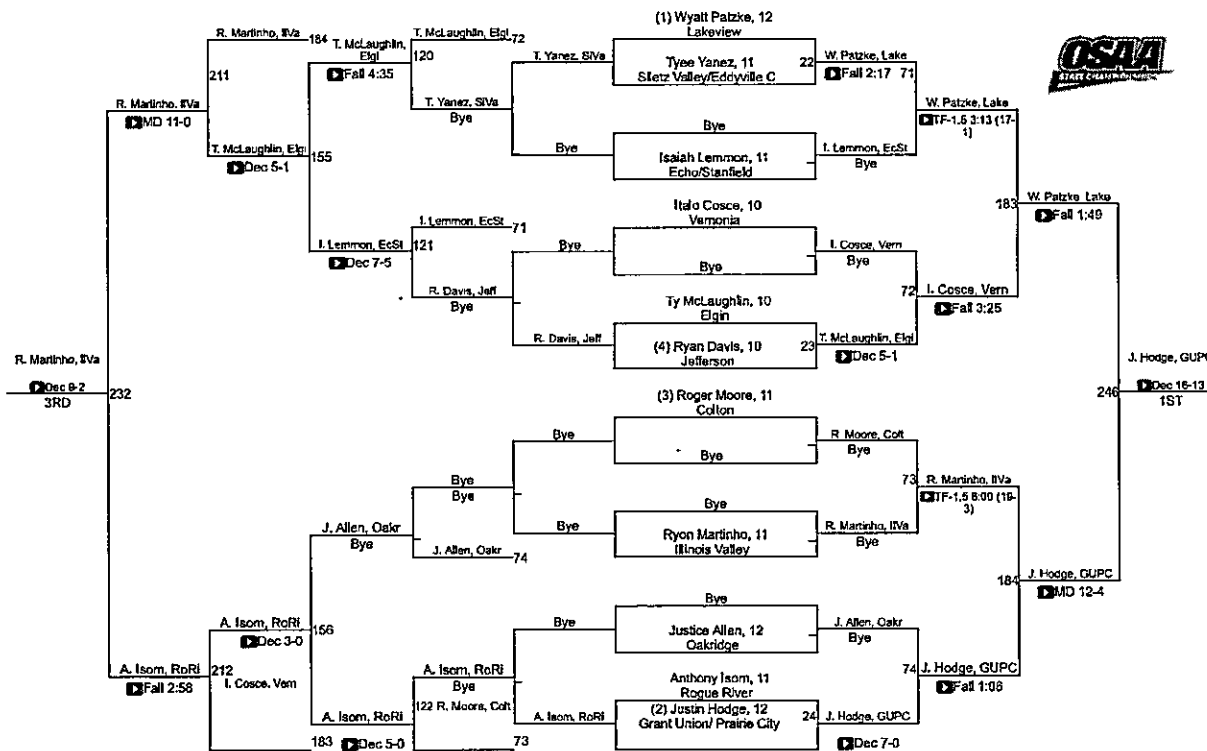 OSAA
STATE CHAMPIONSHIPS
R. Martinho, IlVa
184
211
R. Martinho, IlVa
MD 11-0
T. McLaughlin, Elgi
155
Dec 5-1
T. McLaughlin,
Elgi
Fall 4:35
T. McLaughlin, Elgi
72
120
T. Yanez, SiVa
Bye
T. Yanez, SiVa
Bye
I. Lemmon, EcSt
Dec 7-5
I. Lemmon, EcSt
71
121
R. Davis, Jeff
Bye
Bye
R. Davis, Jeff
R. Martinho, IlVa
Dec 8-2
3RD
232
(1) Wyatt Patzke, 12
Lakeview
Tyee Yanez, 11
Siletz Valley/Eddyville C
22
W. Patzke, Lake
Fall 2:17
71
Bye
Isaiah Lemmon, 11
Echo/Stanfield
I. Lemmon, EcSt
Bye
W. Patzke, Lake
TF-1.5 3:13 (17-
1)
Italo Cosce, 10
Vernonia
Bye
I. Cosce, Vern
Bye
72
Ty McLaughlin, 10
Elgin
(4) Ryan Davis, 10
Jefferson
23
T. McLaughlin, Elgi
Dec 5-1
I. Cosce, Vern
Fall 3:25
183
W. Patzke, Lake
Fall 1:49
J. Hodge, GUPC
Dec 16-13
1ST
246
(3) Roger Moore, 11
Colton
Bye
R. Moore, Colt
Bye
73
Ryon Martinho, 11
Illinois Valley
R. Martinho, IlVa
Bye
R. Martinho, IlVa
TF-1.5 6:00 (19-
3)
Bye
Bye
Bye
Bye
J. Allen, Oakr
Bye
J. Allen, Oakr
74
184
J. Hodge, GUPC
MD 12-4
Bye
Justice Allen, 12
Oakridge
J. Allen, Oakr
Bye
74
Anthony Isom, 11
Rogue River
(2) Justin Hodge, 12
Grant Union/ Prairie City
24
J. Hodge, GUPC
Dec 7-0
J. Hodge, GUPC
Fall 1:06
Bye
A. Isom, RoRi
A. Isom, RoRi
Bye
122
R. Moore, Colt
73
A. Isom, RoRi
Dec 5-0
A. Isom, RoRi
Dec 3-0
156
A. Isom, RoRi
Fall 2:58
212
I. Cosce, Vern
183